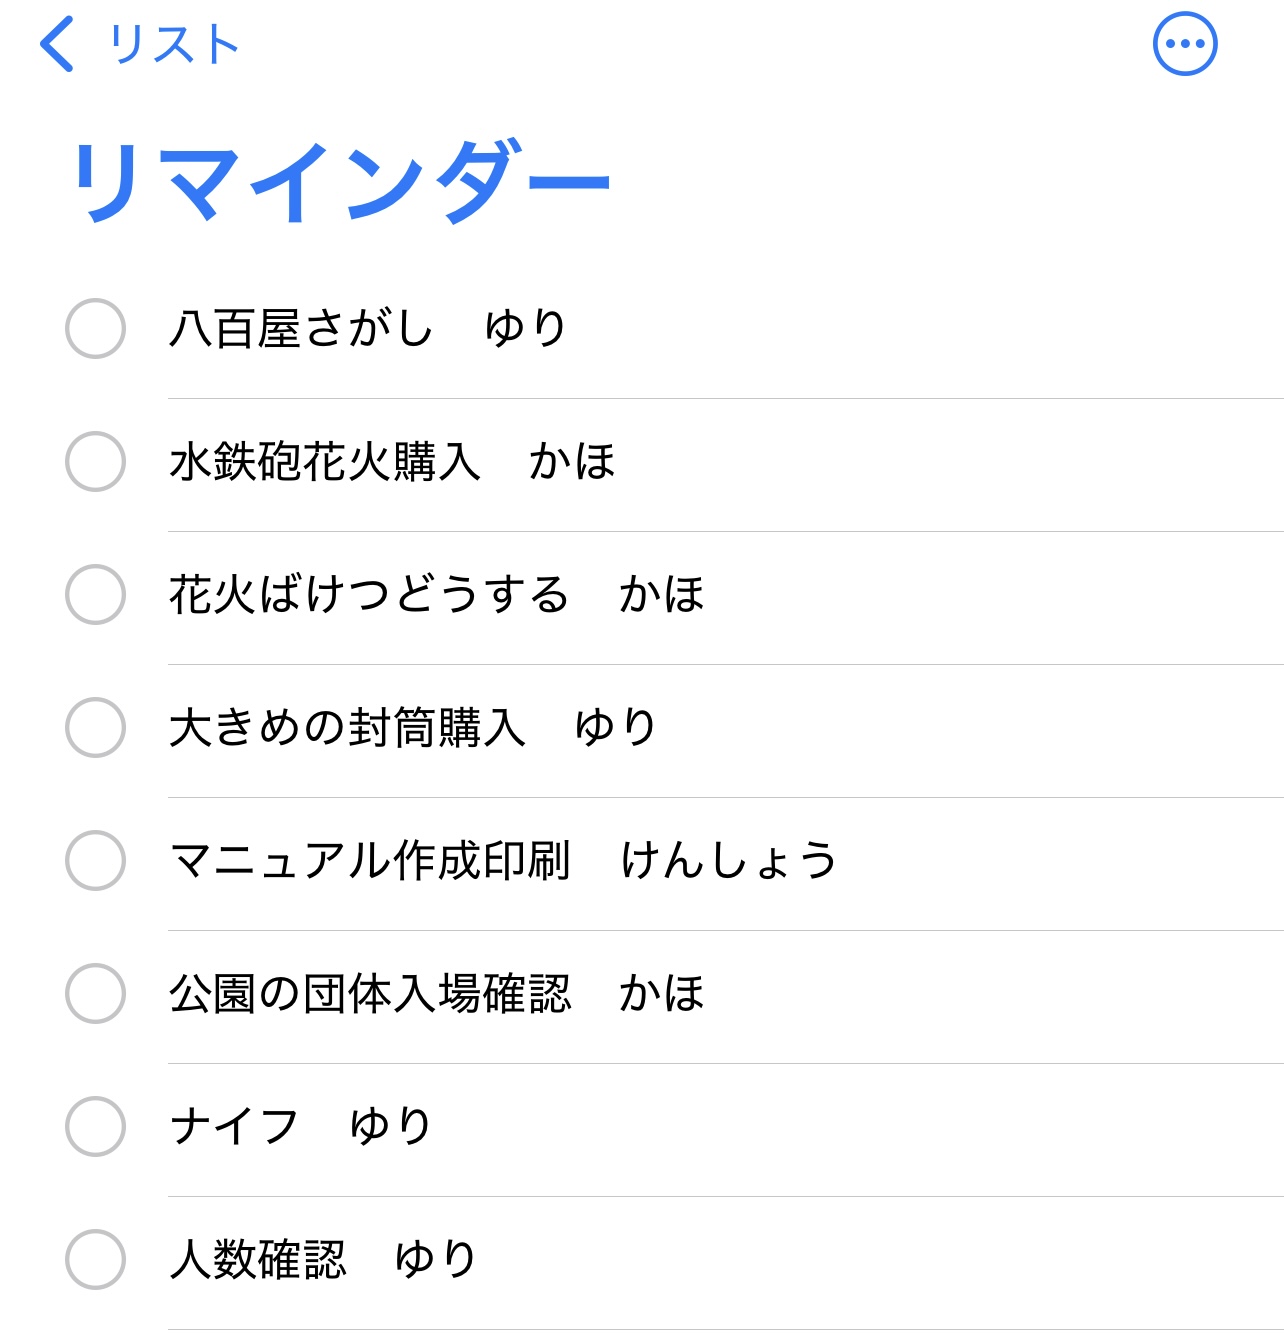 リスト
リマインダー
八百屋さがし　ゆり
水鉄砲花火購入　かほ
花火ばけつどうする　かほ
大きめの封筒購入　ゆり
マニュアル作成印刷　けんしょう
公園の団体入場確認　かほ
ナイフ　ゆり
人数確認　ゆり